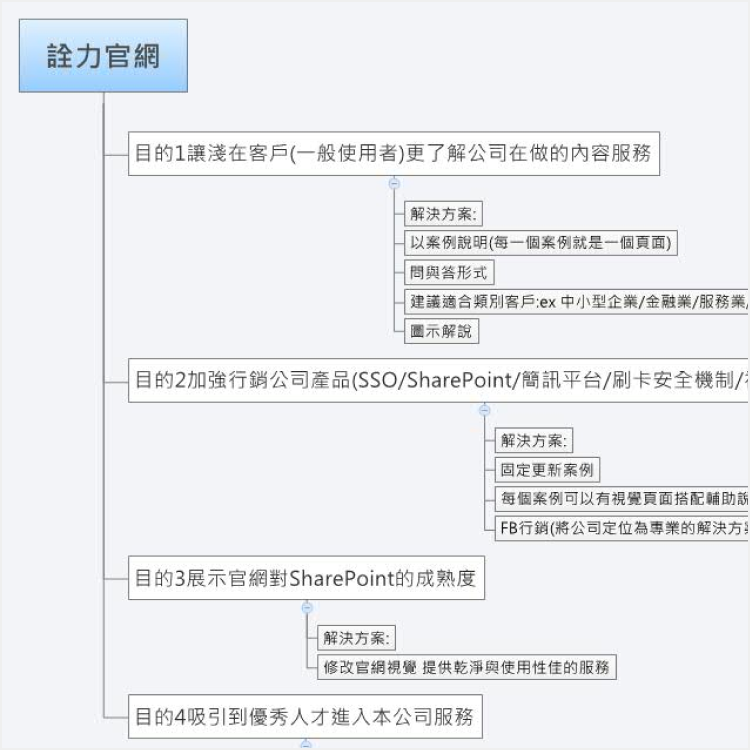 詮力官網
目的1讓淺在客戶(一般使用者)更了解公司在做的內容服務
解決方案:
以案例說明(每一個案例就是一個頁面)
問與答形式
建議適合類別客戶:ex 中小型企業/金融業/服務業/
圖示解說
目的2加強行銷公司產品(SSO/SharePoint/簡訊平台/刷卡安全機制/
解決方案:
固定更新案例
每個案例可以有視覺頁面搭配輔助說
FB行銷(將公司定位為專業的解決方案
目的3展示官網對SharePoint的成熟度
解決方案:
修改官網視覺 提供乾淨與使用性佳的服務
目的4吸引到優秀人才進入本公司服務